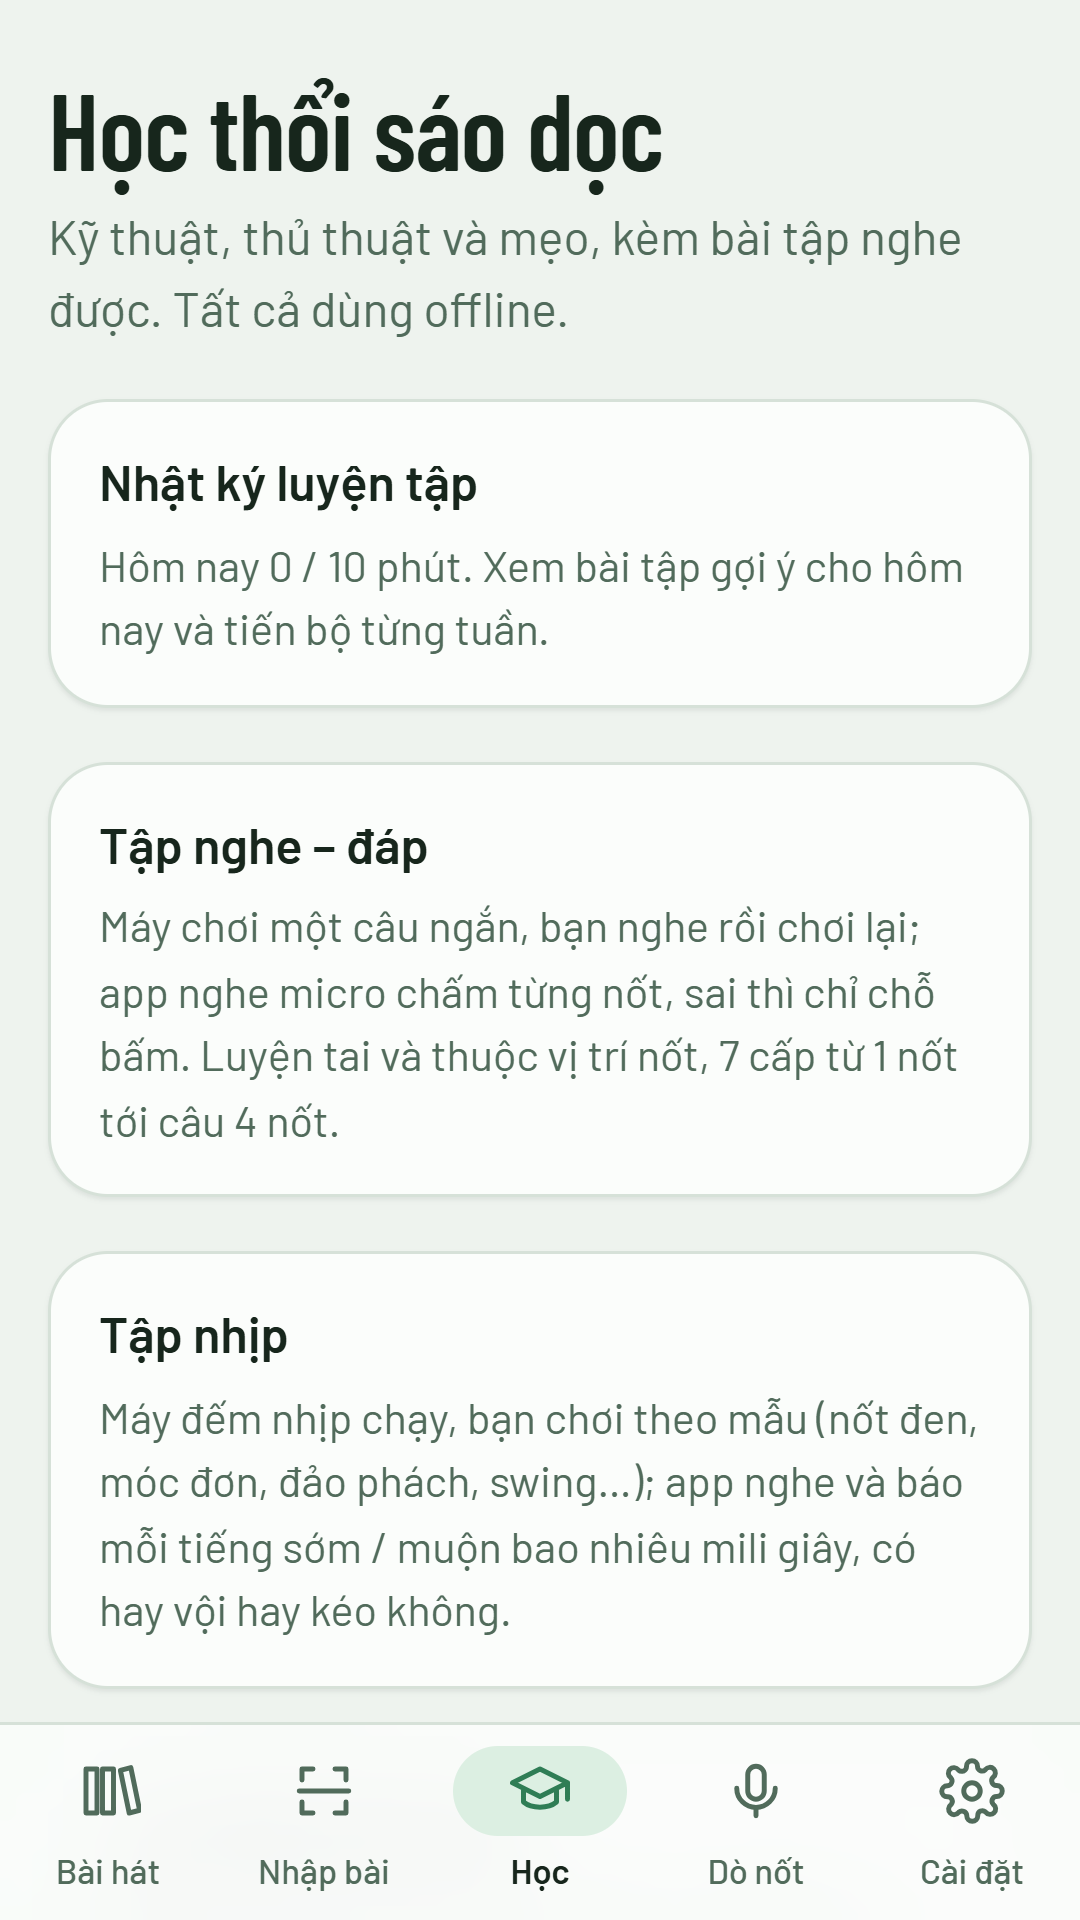 Học thổi sáo dọc
Kỹ thuật, thủ thuật và mẹo, kèm bài tập nghe
được. Tất cả dùng offline.
Nhật ký luyện tập
Hôm nay 0 / 10 phút. Xem bài tập gợi ý cho hôm
nay và tiến bộ từng tuần.
Tập nghe – đáp
Máy chơi một câu ngắn, bạn nghe rồi chơi lại;
app nghe micro chấm từng nốt, sai thì chỉ chỗ
bấm. Luyện tai và thuộc vị trí nốt, 7 cấp từ 1 nốt
tới câu 4 nốt.
Tập nhịp
Máy đếm nhịp chạy, bạn chơi theo mẫu (nốt đen,
móc đơn, đảo phách, swing…); app nghe và báo
mỗi tiếng sớm / muộn bao nhiêu mili giây, có
hay vội hay kéo không.
Bài hát
Nhập bài
Học
Dò nốt
Cài đặt